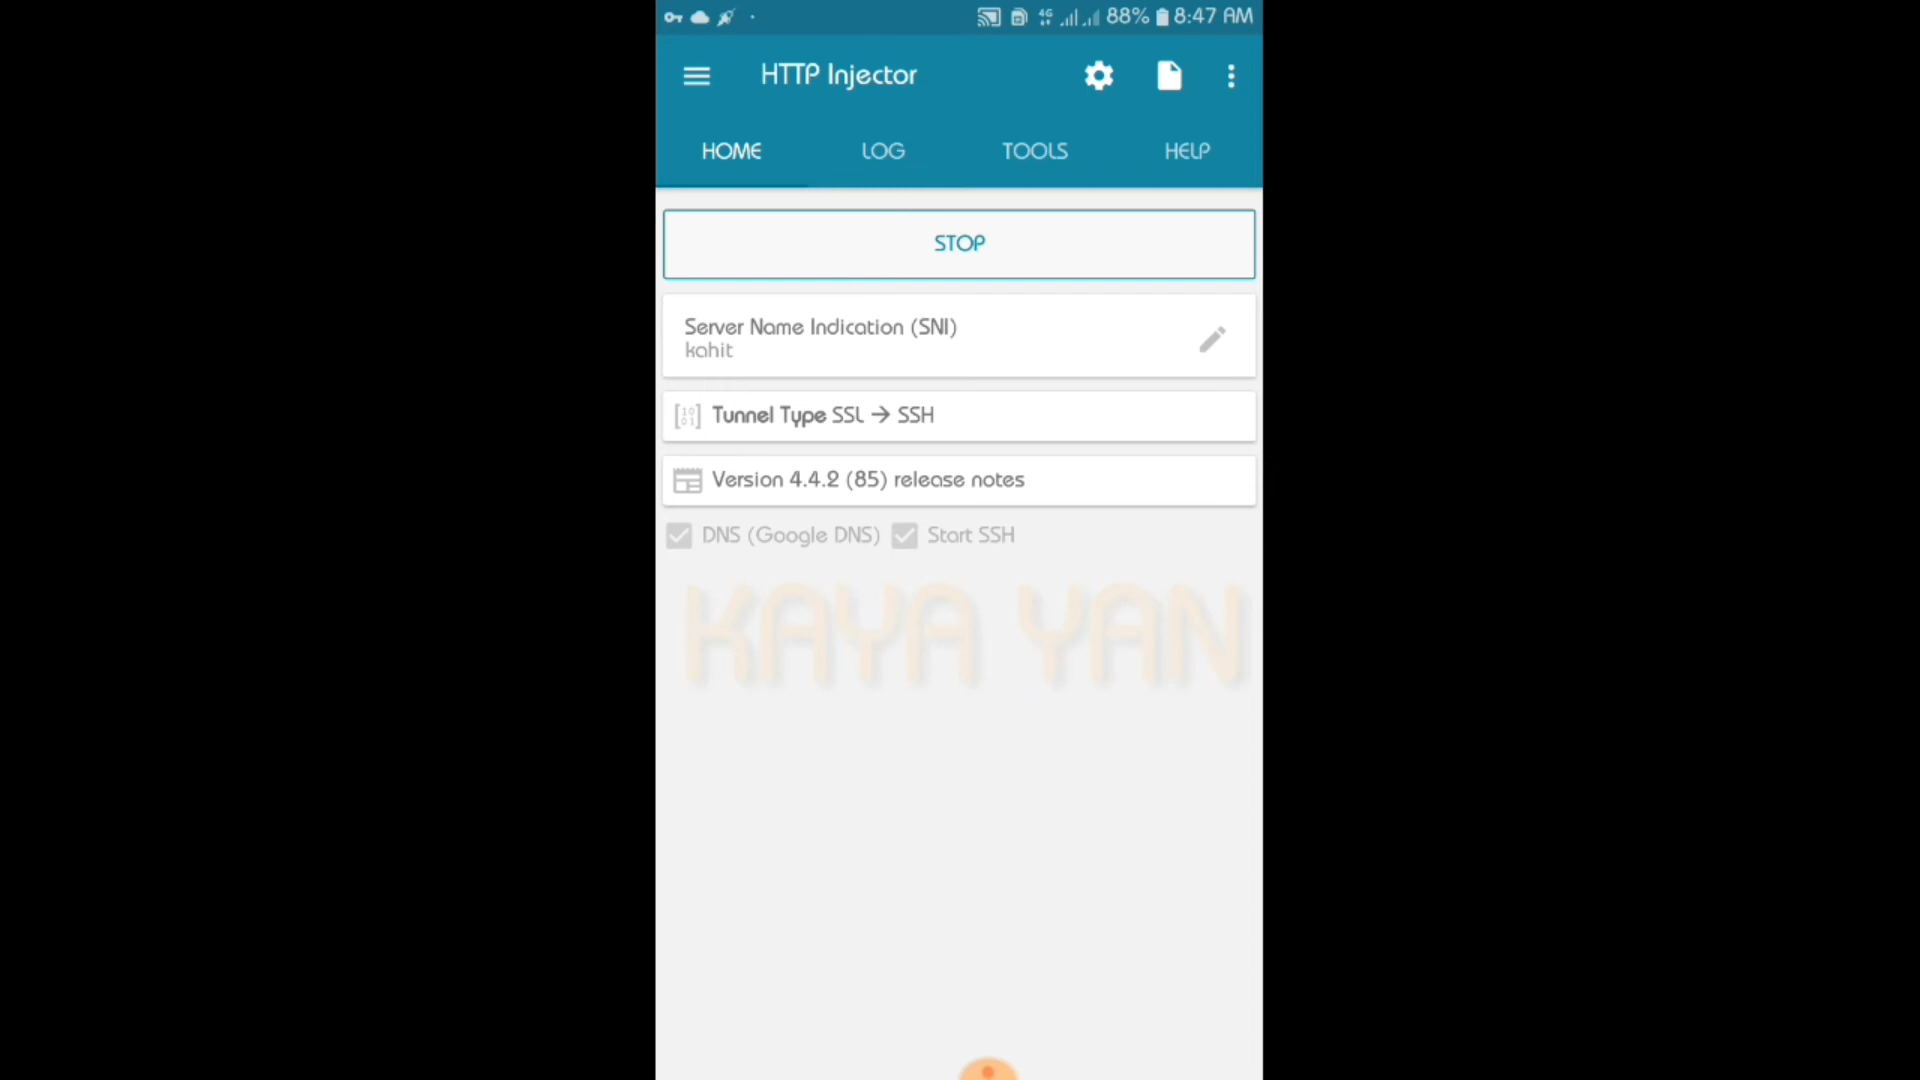 4G 88% 8:47 AM
HTTP Injector
HOME LOG TOOLS HELP
STOP
Server Name Indication (SNI)
kahit
Tunnel Type SSL → SSH
Version 4.4.2 (85) release notes
DNS (Google DNS) Start SSH
KAYA YAN